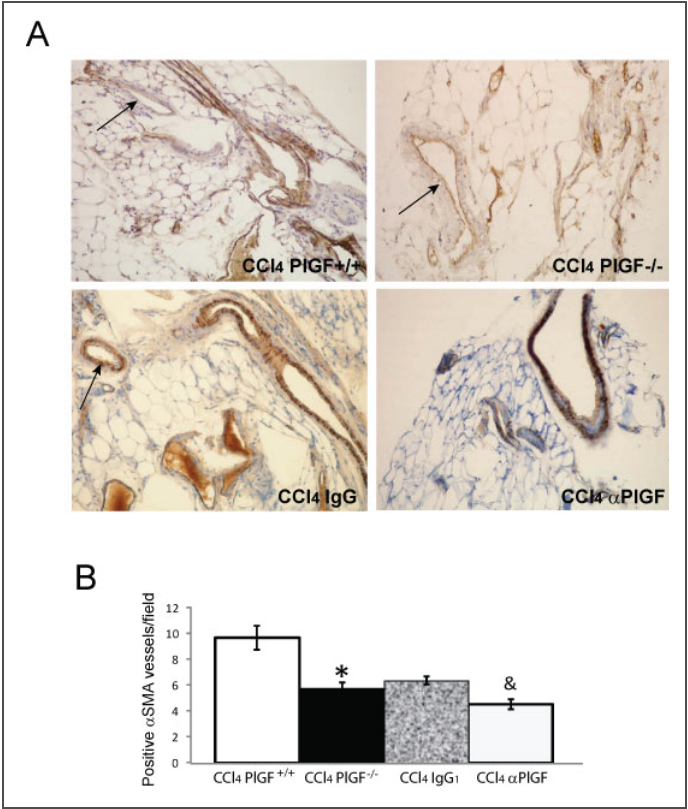 A
CCl4 PlGF+/+
CCl4 PlGF-/-
CCl4 IgG
CCl4 αPlGF
B
Positive αSMA vessels/field
12
10
8
6
4
2
0
*
&
CCl4 PlGF+/+ CCl4 PlGF-/- CCl4 IgG1 CCl4 αPlGF